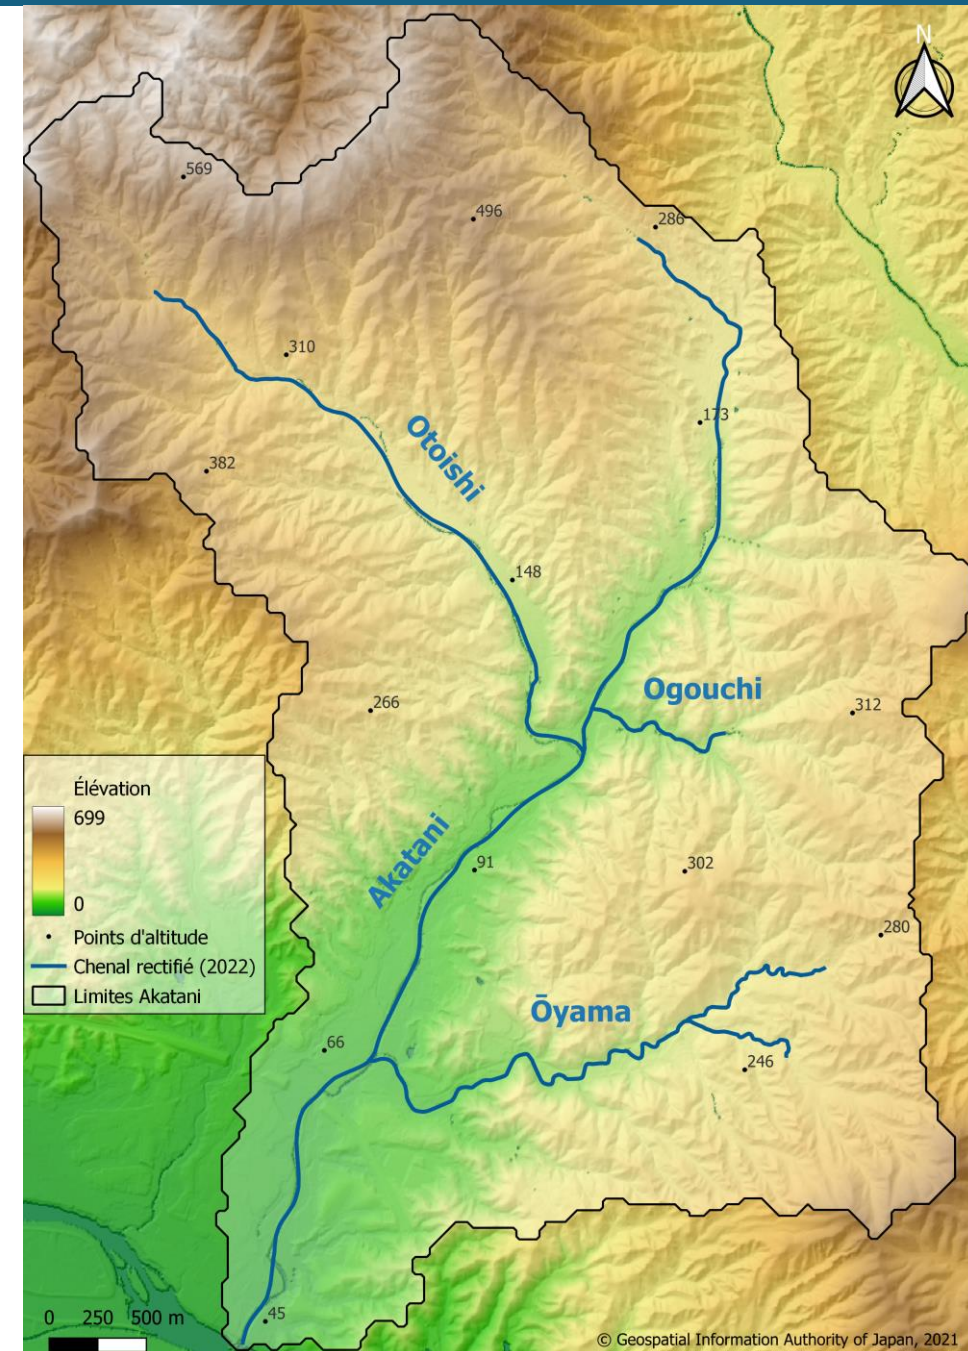 N
569
496
286
310
173
Otoishi
382
148
Ogouchi
266
312
Élévation
699
0
Points d'altitude
Chenal rectifié (2022)
Limites Akatani
Akatani
91
302
280
Ōyama
66
246
45
0 250 500 m
© Geospatial Information Authority of Japan, 2021